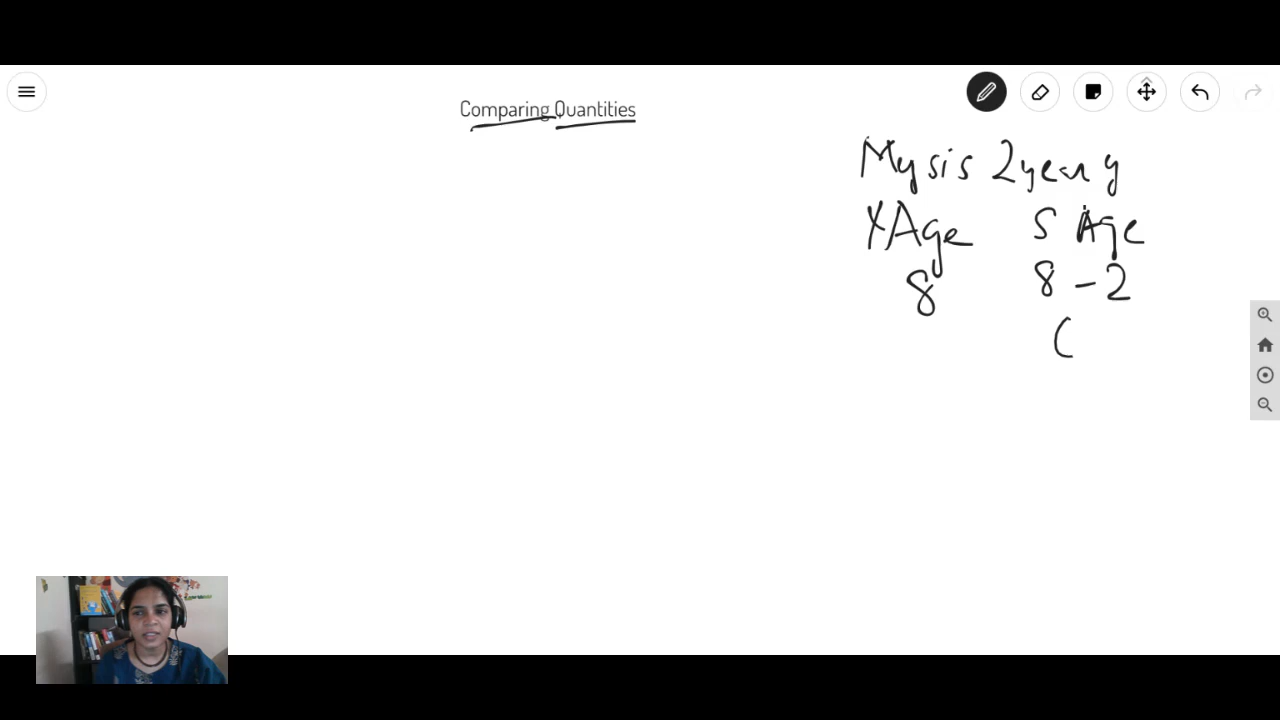 Comparing Quantities
My sis 2 year y
X Age S Age
8 8 - 2
(